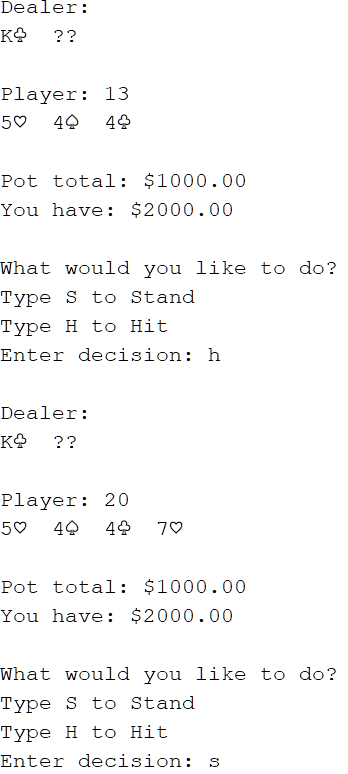 Dealer:
K♧  ??
Player: 13
5♡  4♤  4♧
Pot total: $1000.00
You have: $2000.00
What would you like to do?
Type S to Stand
Type H to Hit
Enter decision: h
Dealer:
K♧  ??
Player: 20
5♡  4♤  4♧  7♡
Pot total: $1000.00
You have: $2000.00
What would you like to do?
Type S to Stand
Type H to Hit
Enter decision: s